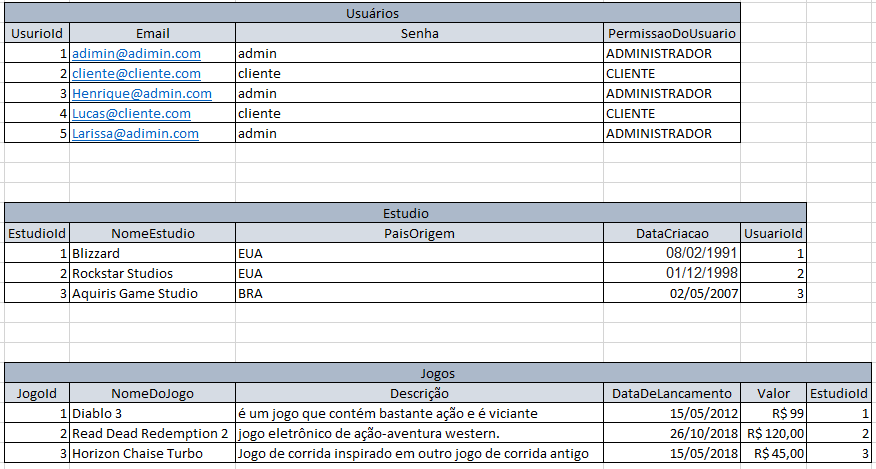 Usuários
UsurioId Email Senha PermissaoDoUsuario
1 adimin@adimin.com admin ADMINISTRADOR
2 cliente@cliente.com cliente CLIENTE
3 Henrique@admin.com admin ADMINISTRADOR
4 Lucas@cliente.com cliente CLIENTE
5 Larissa@adimin.com admin ADMINISTRADOR
Estudio
EstudioId NomeEstudio PaisOrigem DataCriacao UsuarioId
1 Blizzard EUA 08/02/1991 1
2 Rockstar Studios EUA 01/12/1998 2
3 Aquiris Game Studio BRA 02/05/2007 3
Jogos
JogoId NomeDoJogo Descrição DataDeLancamento Valor EstudioId
1 Diablo 3 é um jogo que contém bastante ação e é viciante 15/05/2012 R$ 99 1
2 Read Dead Redemption 2 jogo eletrônico de ação-aventura western. 26/10/2018 R$ 120,00 2
3 Horizon Chaise Turbo Jogo de corrida inspirado em outro jogo de corrida antigo 15/05/2018 R$ 45,00 3